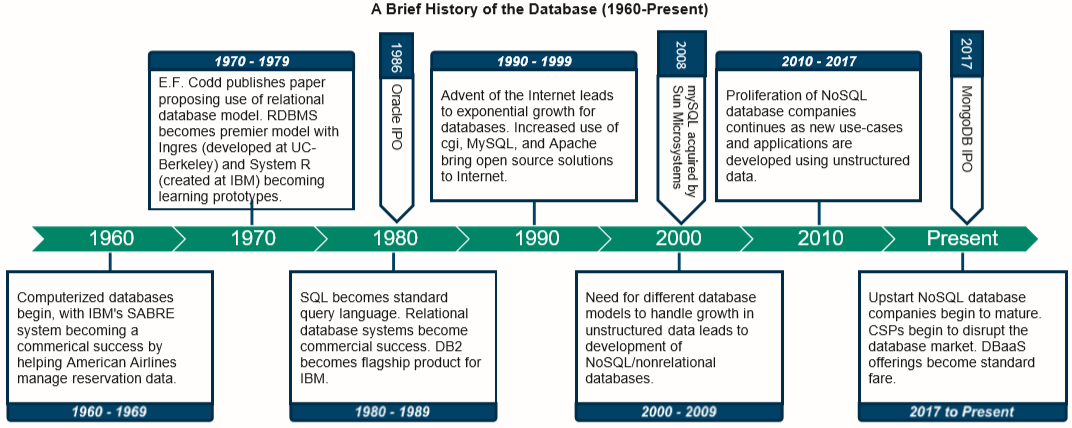 A Brief History of the Database (1960-Present)
1970 - 1979
E.F. Codd publishes paper
proposing use of relational
database model. RDBMS
becomes premier model with
Ingres (developed at UC-
Berkeley) and System R
(created at IBM) becoming
learning prototypes.
1986
Oracle IPO
1990 - 1999
Advent of the Internet leads
to exponential growth for
databases. Increased use of
cgi, MySQL, and Apache
bring open source solutions
to Internet.
2008
mySQL acquired by
Sun Microsystems
2010 - 2017
Proliferation of NoSQL
database companies
continues as new use-cases
and applications are
developed using unstructured
data.
2017
MongoDB IPO
1960
1970
1980
1990
2000
2010
Present
Computerized databases
begin, with IBM's SABRE
system becoming a
commerical success by
helping American Airlines
manage reservation data.
1960 - 1969
SQL becomes standard
query language. Relational
database systems become
commercial success. DB2
becomes flagship product for
IBM.
1980 - 1989
Need for different database
models to handle growth in
unstructured data leads to
development of
NoSQL/nonrelational
databases.
2000 - 2009
Upstart NoSQL database
companies begin to mature.
CSPs begin to disrupt the
database market. DBaaS
offerings become standard
fare.
2017 to Present